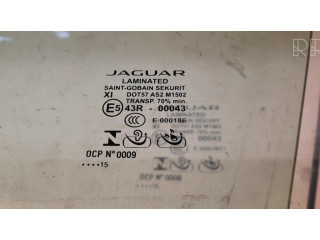 JAGUAR
LAMINATED
SAINT-GOBAIN SEKURIT
XI DOT57 AS2 M1502
TRANSP. 70% min.
E5 43R - 00043
CCC E 000186
OCP N°0009
....15